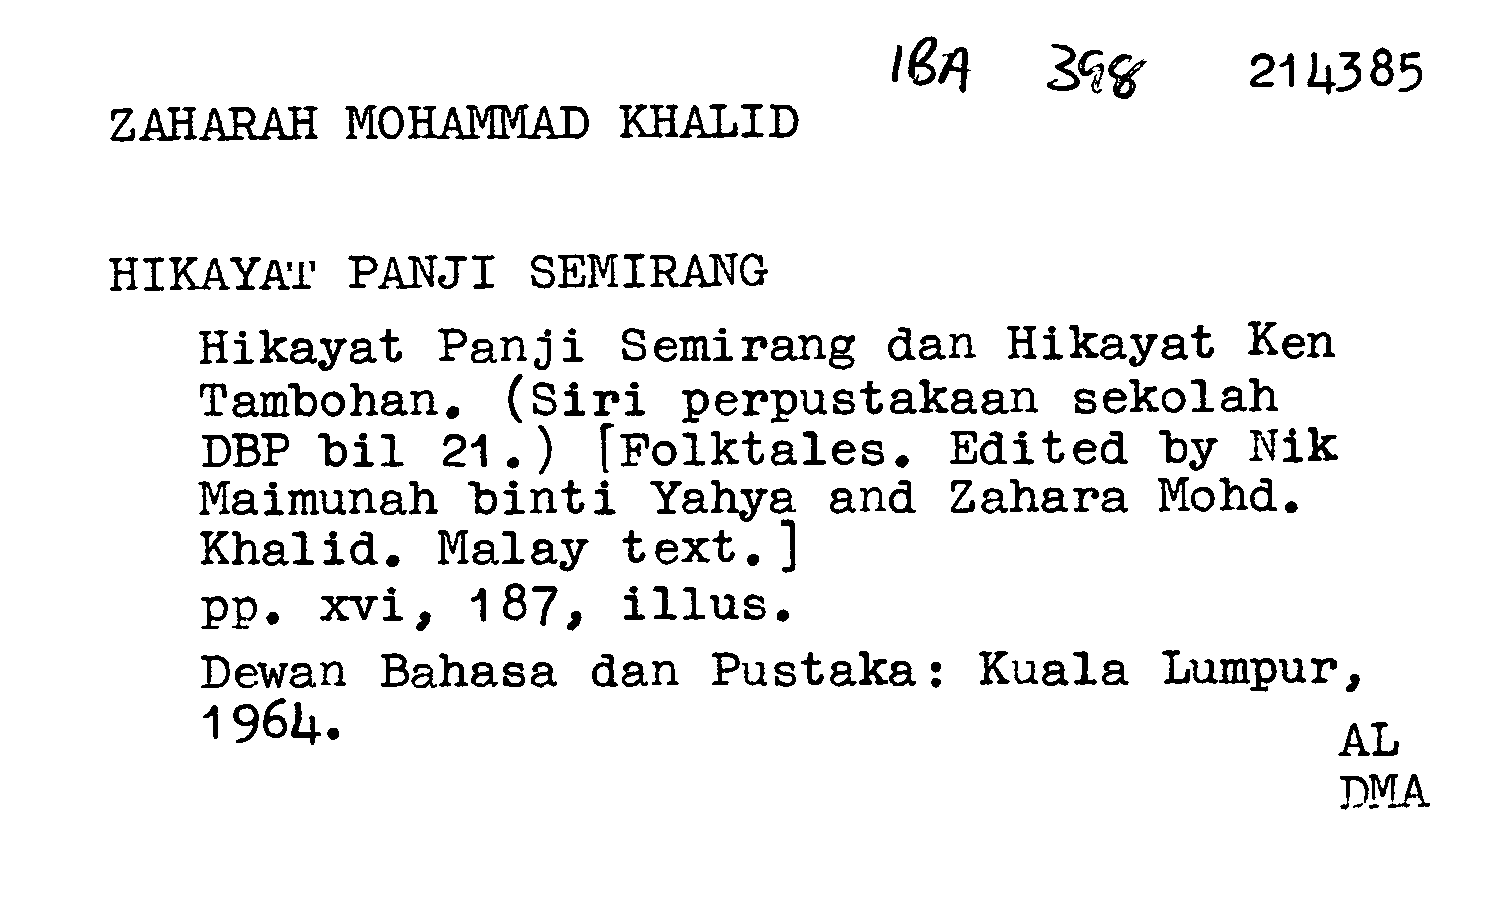 IBA 398 214385
ZAHARAH MOHAMMAD KHALID
HIKAYAT PANJI SEMIRANG
Hikayat Panji Semirang dan Hikayat Ken
Tambohan. (Siri perpustakaan sekolah
DBP bil 21.) [Folktales. Edited by Nik
Maimunah binti Yahya and Zahara Mohd.
Khalid. Malay text.]
pp. xvi, 187, illus.
Dewan Bahasa dan Pustaka: Kuala Lumpur,
1964.
AL
DMA